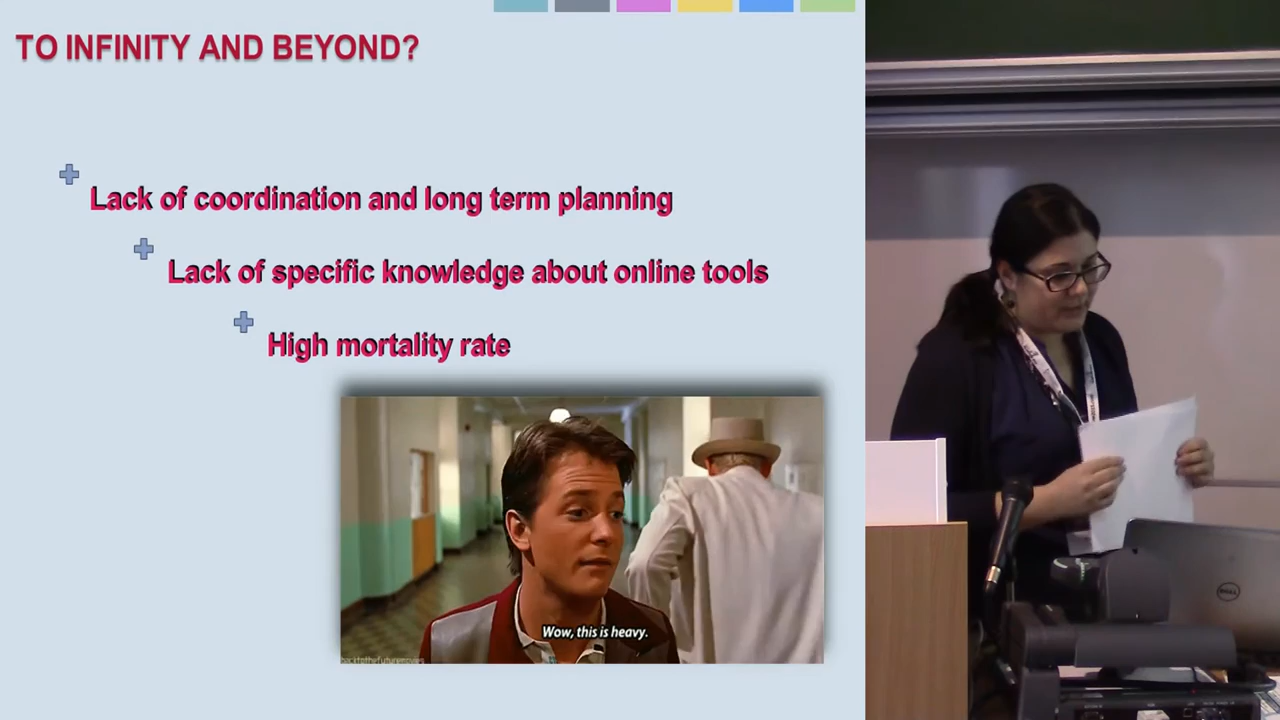 TO INFINITY AND BEYOND?
Lack of coordination and long term planning
Lack of specific knowledge about online tools
High mortality rate
Wow, this is heavy.
DELL